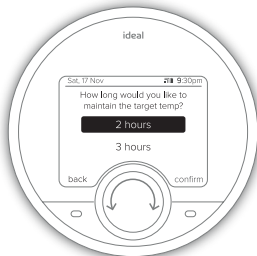 ideal
Sat, 17 Nov 9:30pm
How long would you like to
maintain the target temp?
2 hours
3 hours
back confirm